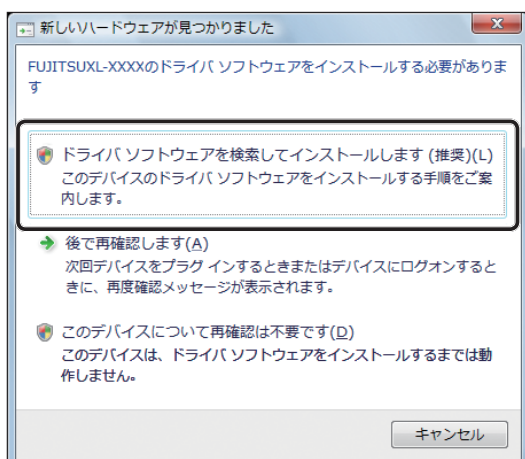 新しいハードウェアが見つかりました
FUJITSUXL-XXXXのドライバ ソフトウェアをインストールする必要がありま
す
ドライバ ソフトウェアを検索してインストールします (推奨)(L)
このデバイスのドライバ ソフトウェアをインストールする手順をご案
内します。
後で再確認します(A)
次回デバイスをプラグ インするときまたはデバイスにログオンすると
きに、再度確認メッセージが表示されます。
このデバイスについて再確認は不要です(D)
このデバイスは、ドライバ ソフトウェアをインストールするまでは動
作しません。
キャンセル